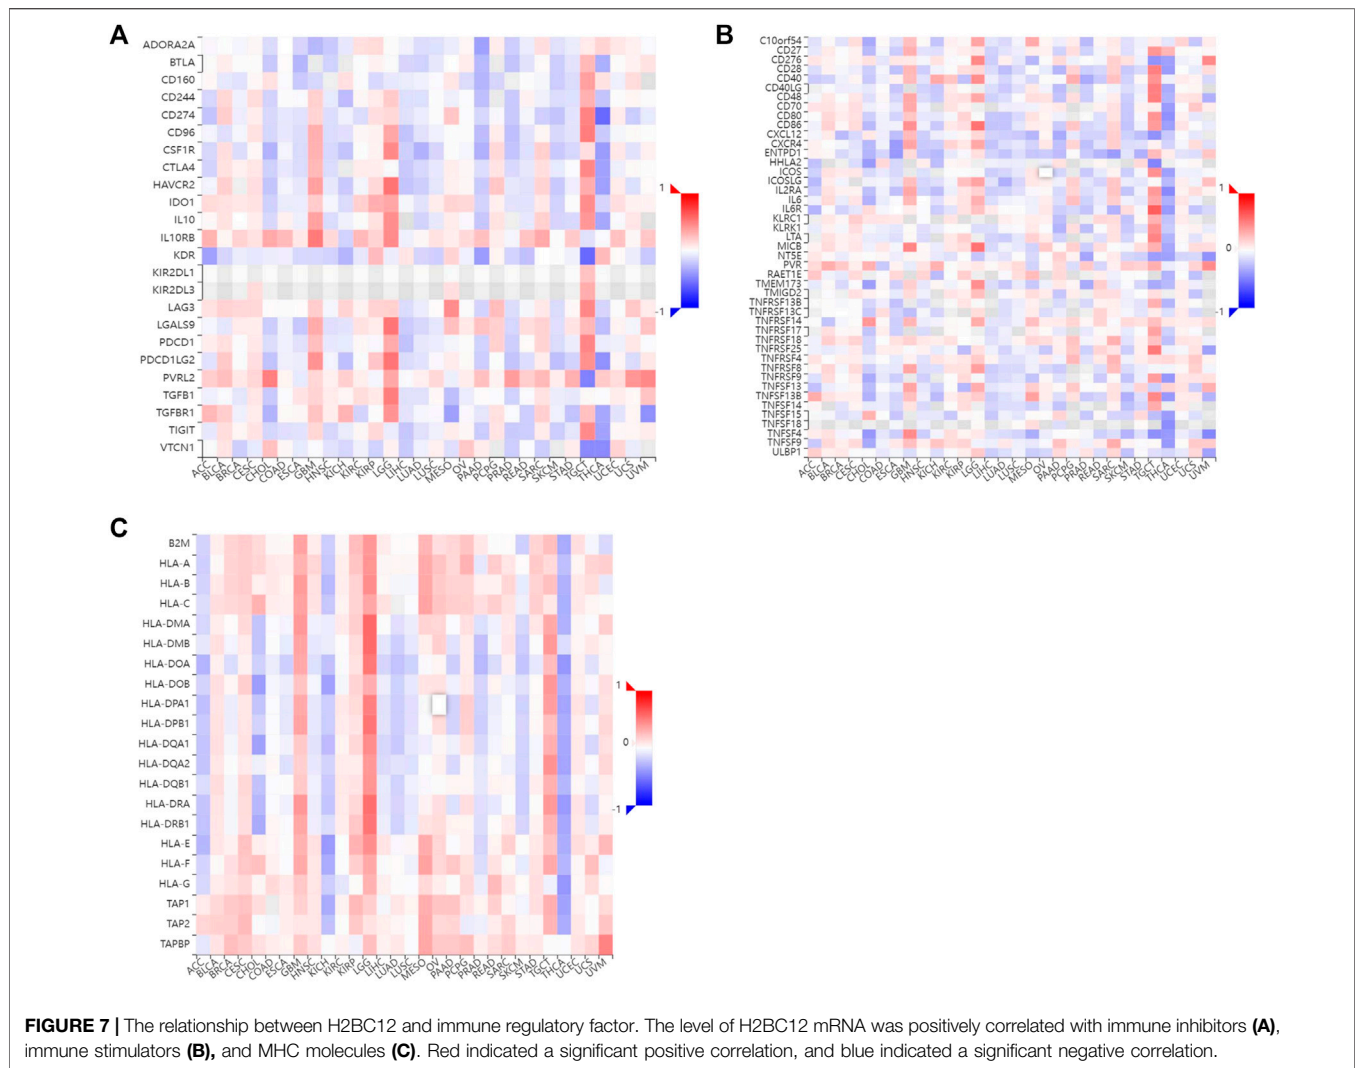 A
ADORA2A
BTLA
CD160
CD244
CD274
CD96
CSF1R
CTLA4
HAVCR2
IDO1
IL10
IL10RB
KDR
KIR2DL1
KIR2DL3
LAG3
LGALS9
PDCD1
PDCD1LG2
PVRL2
TGFB1
TGFBR1
TIGIT
VTCN1
ACC BLCA BRCA CESC CHOL COAD ESCA GBM HNSC KICH KIRC KIRP LGG LIHC LUAD LUSC MESO OV PAAD PCPG PRAD READ SARC SKCM STAD TGCT THCA UCEC UCS UVM
1
-1
B
C10orf54
CD27
CD276
CD28
CD40
CD40LG
CD48
CD70
CD80
CD86
CXCL12
CXCR4
ENTPD1
HHLA2
ICOS
ICOSLG
IL2RA
IL6
IL6R
KLRC1
KLRK1
LTA
MICB
NT5E
PVR
RAET1E
TMEM173
TMIGD2
TNFRSF13B
TNFRSF13C
TNFRSF14
TNFRSF17
TNFRSF18
TNFRSF25
TNFRSF4
TNFRSF8
TNFRSF9
TNFSF13
TNFSF13B
TNFSF14
TNFSF15
TNFSF18
TNFSF4
TNFSF9
ULBP1
ACC BLCA BRCA CESC CHOL COAD ESCA GBM HNSC KICH KIRC KIRP LGG LIHC LUAD LUSC MESO OV PAAD PCPG PRAD READ SARC SKCM STAD TGCT THCA UCEC UCS UVM
1
0
-1
C
B2M
HLA-A
HLA-B
HLA-C
HLA-DMA
HLA-DMB
HLA-DOA
HLA-DOB
HLA-DPA1
HLA-DPB1
HLA-DQA1
HLA-DQA2
HLA-DQB1
HLA-DRA
HLA-DRB1
HLA-E
HLA-F
HLA-G
TAP1
TAP2
TAPBP
ACC BLCA BRCA CESC CHOL COAD ESCA GBM HNSC KICH KIRC KIRP LGG LIHC LUAD LUSC MESO OV PAAD PCPG PRAD READ SARC SKCM STAD TGCT THCA UCEC UCS UVM
1
0
-1
FIGURE 7 | The relationship between H2BC12 and immune regulatory factor. The level of H2BC12 mRNA was positively correlated with immune inhibitors (A),
immune stimulators (B), and MHC molecules (C). Red indicated a significant positive correlation, and blue indicated a significant negative correlation.